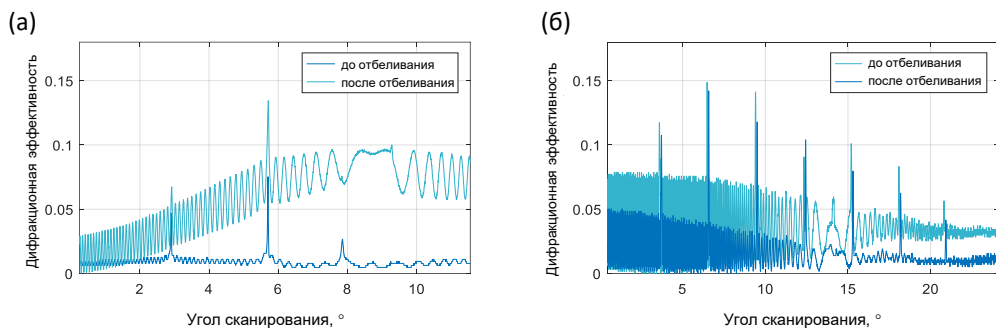 (а)
Дифракционная эффективность
0.15
0.1
0.05
0
2
4
6
8
10
до отбеливания
после отбеливания
Угол сканирования, °
(б)
Дифракционная эффективность
0.15
0.1
0.05
0
5
10
15
20
до отбеливания
после отбеливания
Угол сканирования, °